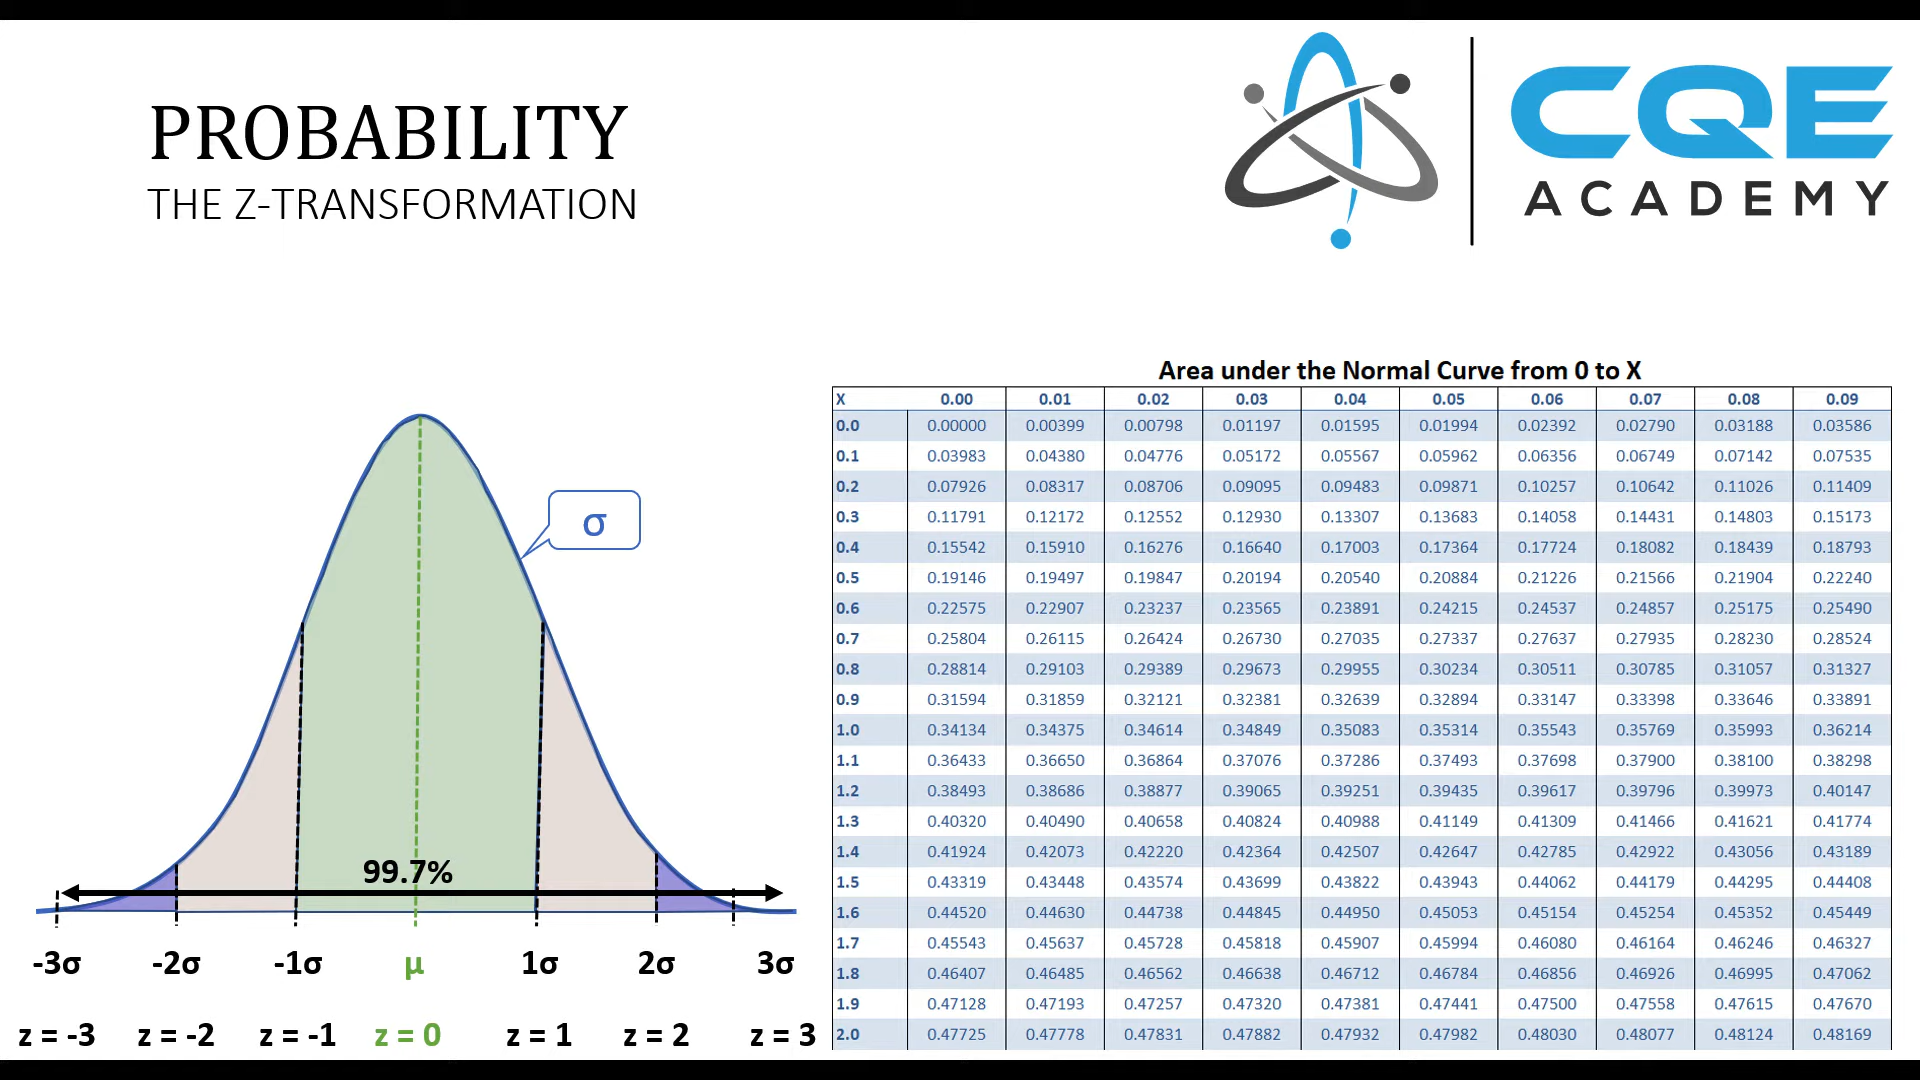 PROBABILITY
THE Z-TRANSFORMATION
CQE
ACADEMY
σ
99.7%
-3σ -2σ -1σ µ 1σ 2σ 3σ
z = -3 z = -2 z = -1 z = 0 z = 1 z = 2 z = 3
Area under the Normal Curve from 0 to X
X 0.00 0.01 0.02 0.03 0.04 0.05 0.06 0.07 0.08 0.09
0.0 0.00000 0.00399 0.00798 0.01197 0.01595 0.01994 0.02392 0.02790 0.03188 0.03586
0.1 0.03983 0.04380 0.04776 0.05172 0.05567 0.05962 0.06356 0.06749 0.07142 0.07535
0.2 0.07926 0.08317 0.08706 0.09095 0.09483 0.09871 0.10257 0.10642 0.11026 0.11409
0.3 0.11791 0.12172 0.12552 0.12930 0.13307 0.13683 0.14058 0.14431 0.14803 0.15173
0.4 0.15542 0.15910 0.16276 0.16640 0.17003 0.17364 0.17724 0.18082 0.18439 0.18793
0.5 0.19146 0.19497 0.19847 0.20194 0.20540 0.20884 0.21226 0.21566 0.21904 0.22240
0.6 0.22575 0.22907 0.23237 0.23565 0.23891 0.24215 0.24537 0.24857 0.25175 0.25490
0.7 0.25804 0.26115 0.26424 0.26730 0.27035 0.27337 0.27637 0.27935 0.28230 0.28524
0.8 0.28814 0.29103 0.29389 0.29673 0.29955 0.30234 0.30511 0.30785 0.31057 0.31327
0.9 0.31594 0.31859 0.32121 0.32381 0.32639 0.32894 0.33147 0.33398 0.33646 0.33891
1.0 0.34134 0.34375 0.34614 0.34849 0.35083 0.35314 0.35543 0.35769 0.35993 0.36214
1.1 0.36433 0.36650 0.36864 0.37076 0.37286 0.37493 0.37698 0.37900 0.38100 0.38298
1.2 0.38493 0.38686 0.38877 0.39065 0.39251 0.39435 0.39617 0.39796 0.39973 0.40147
1.3 0.40320 0.40490 0.40658 0.40824 0.40988 0.41149 0.41309 0.41466 0.41621 0.41774
1.4 0.41924 0.42073 0.42220 0.42364 0.42507 0.42647 0.42785 0.42922 0.43056 0.43189
1.5 0.43319 0.43448 0.43574 0.43699 0.43822 0.43943 0.44062 0.44179 0.44295 0.44408
1.6 0.44520 0.44630 0.44738 0.44845 0.44950 0.45053 0.45154 0.45254 0.45352 0.45449
1.7 0.45543 0.45637 0.45728 0.45818 0.45907 0.45994 0.46080 0.46164 0.46246 0.46327
1.8 0.46407 0.46485 0.46562 0.46638 0.46712 0.46784 0.46856 0.46926 0.46995 0.47062
1.9 0.47128 0.47193 0.47257 0.47320 0.47381 0.47441 0.47500 0.47558 0.47615 0.47670
2.0 0.47725 0.47778 0.47831 0.47882 0.47932 0.47982 0.48030 0.48077 0.48124 0.48169